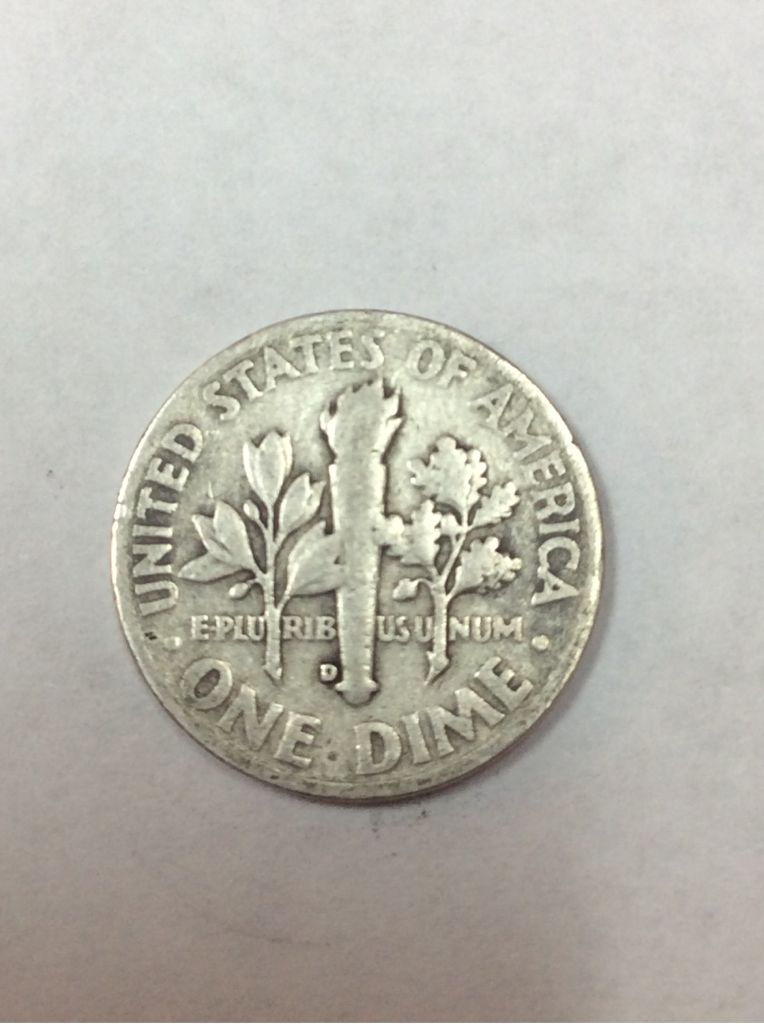 UNITED STATES OF AMERICA
E·PLURIBUS UNUM
D
· ONE DIME ·